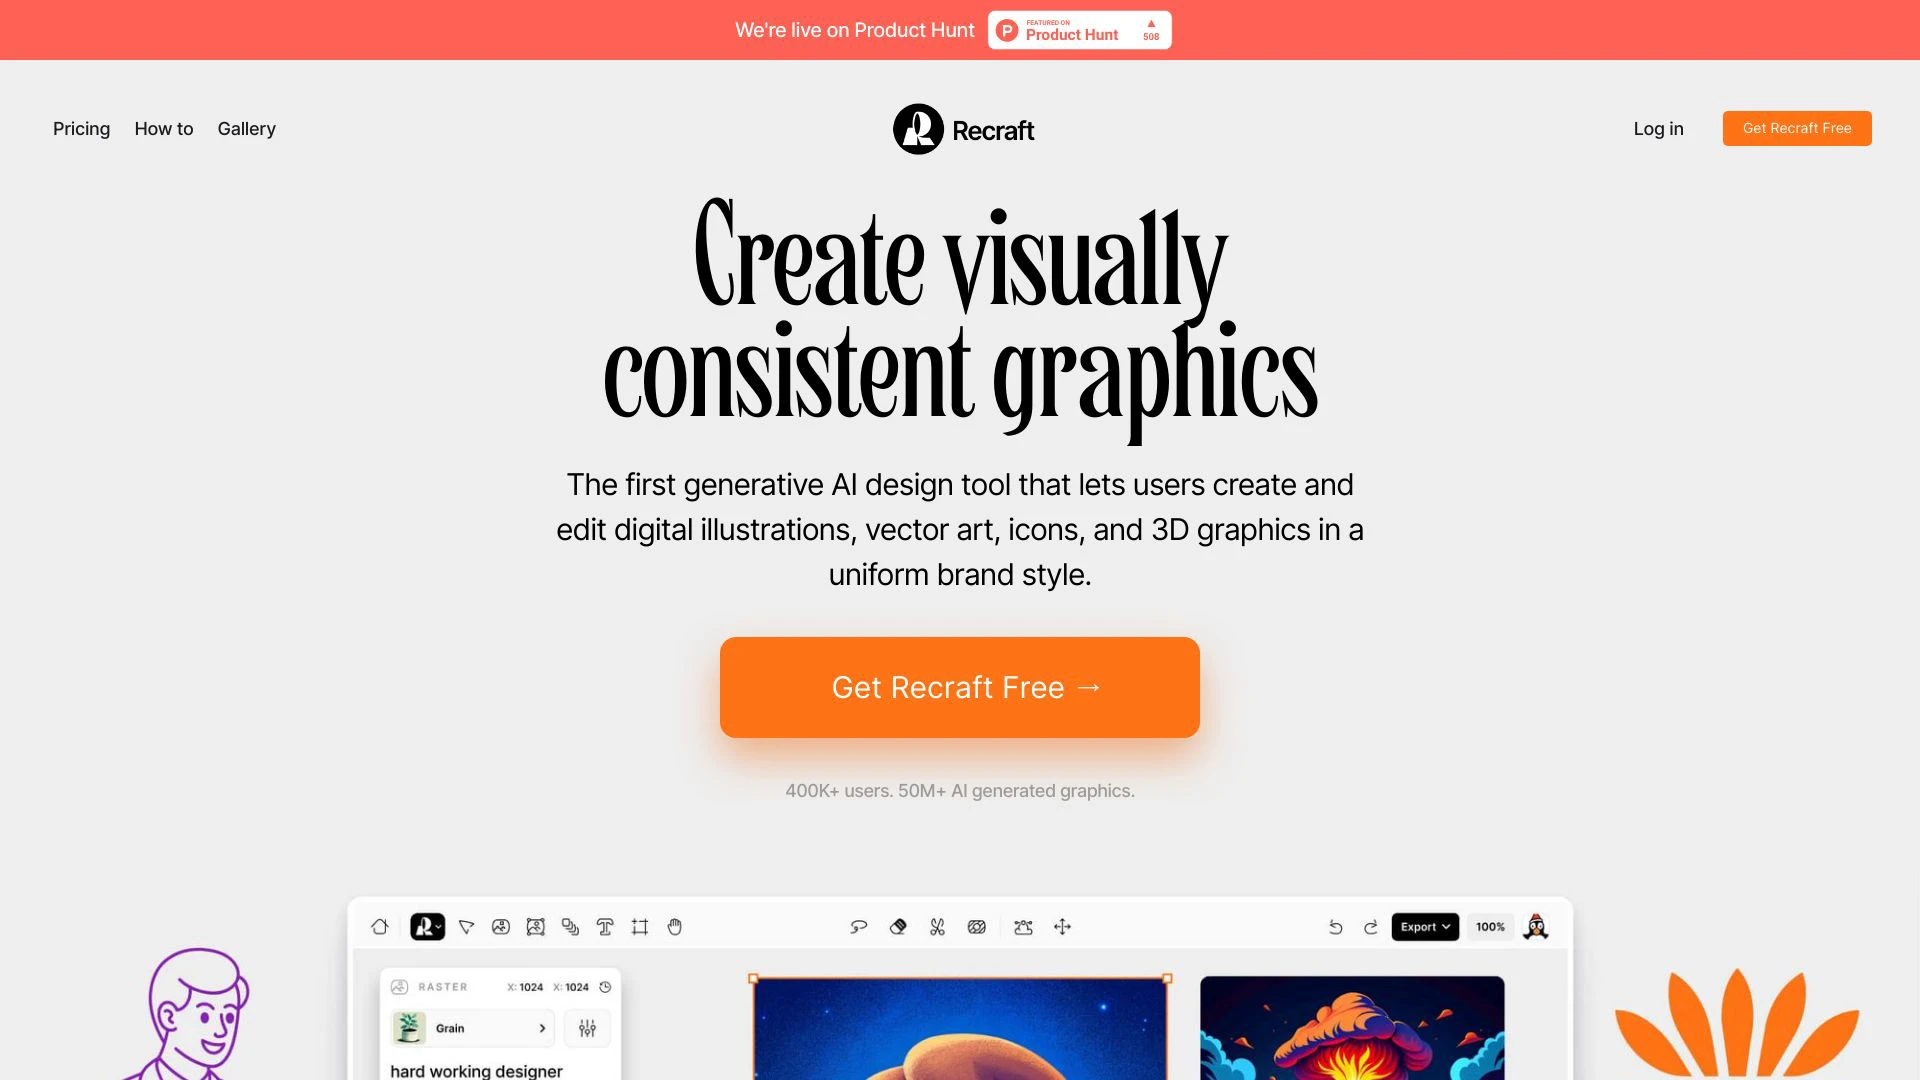 We're live on Product Hunt
P
FEATURED ON
Product Hunt
▲
508
Pricing
How to
Gallery
Recraft
Log in
Get Recraft Free
Create visually
consistent graphics
The first generative AI design tool that lets users create and
edit digital illustrations, vector art, icons, and 3D graphics in a
uniform brand style.
Get Recraft Free →
400K+ users. 50M+ AI generated graphics.
Export
100%
RASTER
X: 1024
X: 1024
Grain
hard working designer